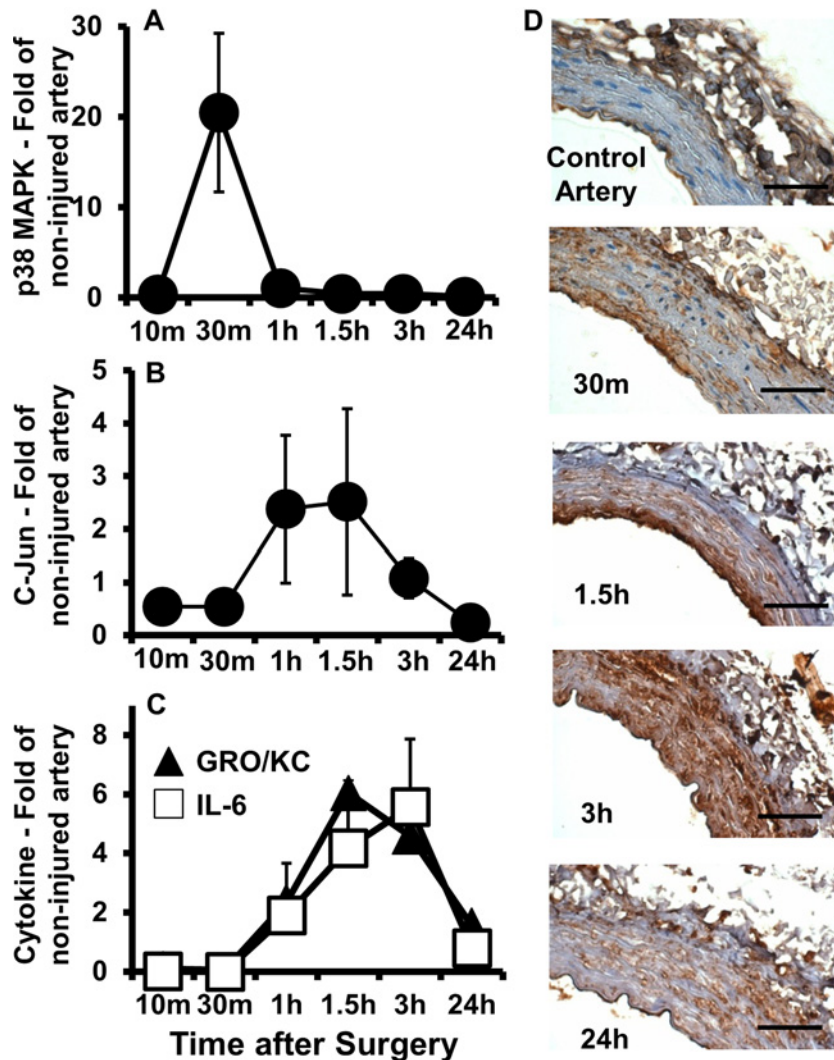 A
p38 MAPK - Fold of
non-injured artery
30
20
10
0
10m 30m 1h 1.5h 3h 24h
B
C-Jun - Fold of
non-injured artery
5
4
3
2
1
0
10m 30m 1h 1.5h 3h 24h
C
Cytokine - Fold of
non-injured artery
8
6
4
2
0
GRO/KC
IL-6
10m 30m 1h 1.5h 3h 24h
Time after Surgery
D
Control
Artery
30m
1.5h
3h
24h